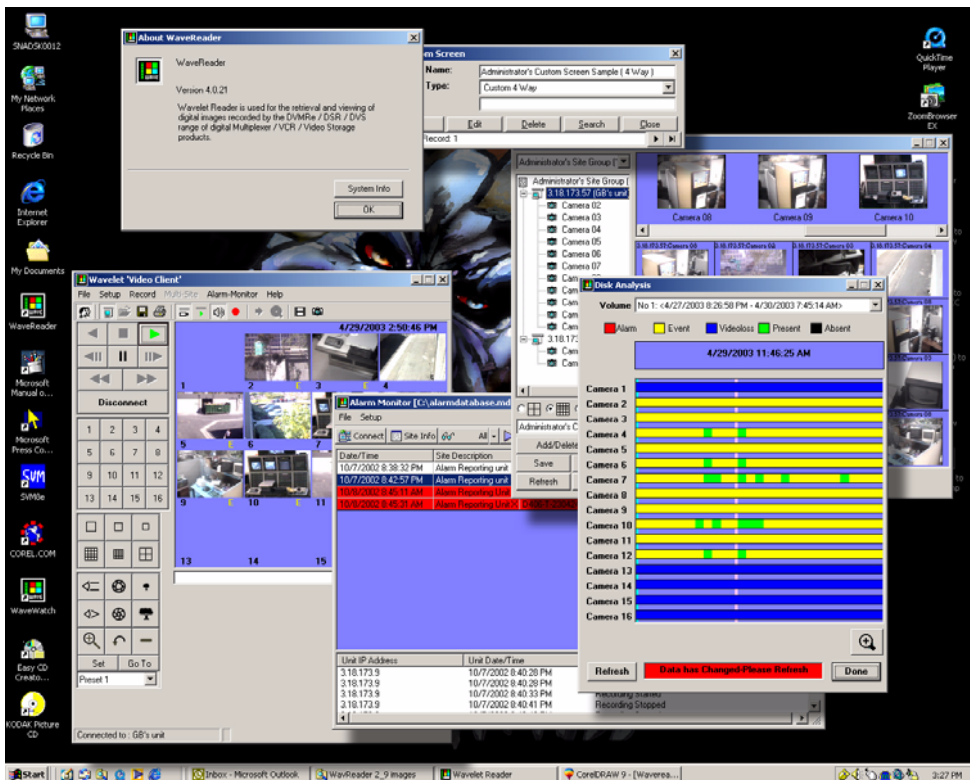 SNADSK0012
My Network
Places
Recycle Bin
Internet
Explorer
My Documents
WaveReader
Microsoft
Manual o...
Microsoft
Press Co...
SVM8e
COREL.COM
WaveWatch
Easy CD
Creato...
KODAK Picture
CD
QuickTime
Player
ZoomBrowser
EX
About WaveReader
WaveReader
Version 4.0.21
Wavelet Reader is used for the retrieval and viewing of
digital images recorded by the DVMRe / DSR / DVS
range of digital Multiplexer / VCR / Video Storage
products.
System Info
OK
om Screen
Name: Administrator's Custom Screen Sample ( 4 Way )
Type: Custom 4 Way
Edit Delete Search Close
Record: 1
Administrator's Site Group ('
Administrator's Site Group (
3.18.173.57 (GB's unit
Camera 02
Camera 03
Camera 04
Camera 05
Camera 06
Camera 07
Camera 08 Camera 09 Camera 10
Administrator's C
Add/Delete
Save
Refresh
Wavelet 'Video Client'
File Setup Record Multi-Site Alarm-Monitor Help
4/29/2003 2:50:46 PM
Disconnect
1 2 3 4
5 6 7 8
9 10 11 12
13 14 15 16
Set Go To
Preset 1
1 2 E 3 E 4
5 E 6 7
9 E 10 11
13 14 15
Connected to : GB's unit
Alarm Monitor [C:\alarmdatabase.md
File Setup
Connect Site Info All
Date/Time Site Description
10/7/2002 8:38:32 PM Alarm Reporting unit
10/7/2002 8:42:57 PM Alarm Reporting unit
10/8/2002 8:45:11 AM Alarm Reporting Unit
10/8/2002 8:45:31 AM Alarm Reporting Unit
Unit IP Address Unit Date/Time
3.18.173.9 10/7/2002 8:40:28 PM
3.18.173.9 10/7/2002 8:40:28 PM
3.18.173.9 10/7/2002 8:40:33 PM Recording Started
3.18.173.9 10/7/2002 8:40:41 PM Recording Stopped
Disk Analysis
Volume No 1: <4/27/2003 8:26:58 PM - 4/30/2003 7:45:14 AM>
Alarm Event Videoloss Present Absent
4/29/2003 11:46:25 AM
Camera 1
Camera 2
Camera 3
Camera 4
Camera 5
Camera 6
Camera 7
Camera 8
Camera 9
Camera 10
Camera 11
Camera 12
Camera 13
Camera 14
Camera 15
Camera 16
Refresh Data has Changed-Please Refresh Done
Start Inbox - Microsoft Outlook WavReader 2_9 images Wavelet Reader CorelDRAW 9 - [Waverea... 3:27 PM